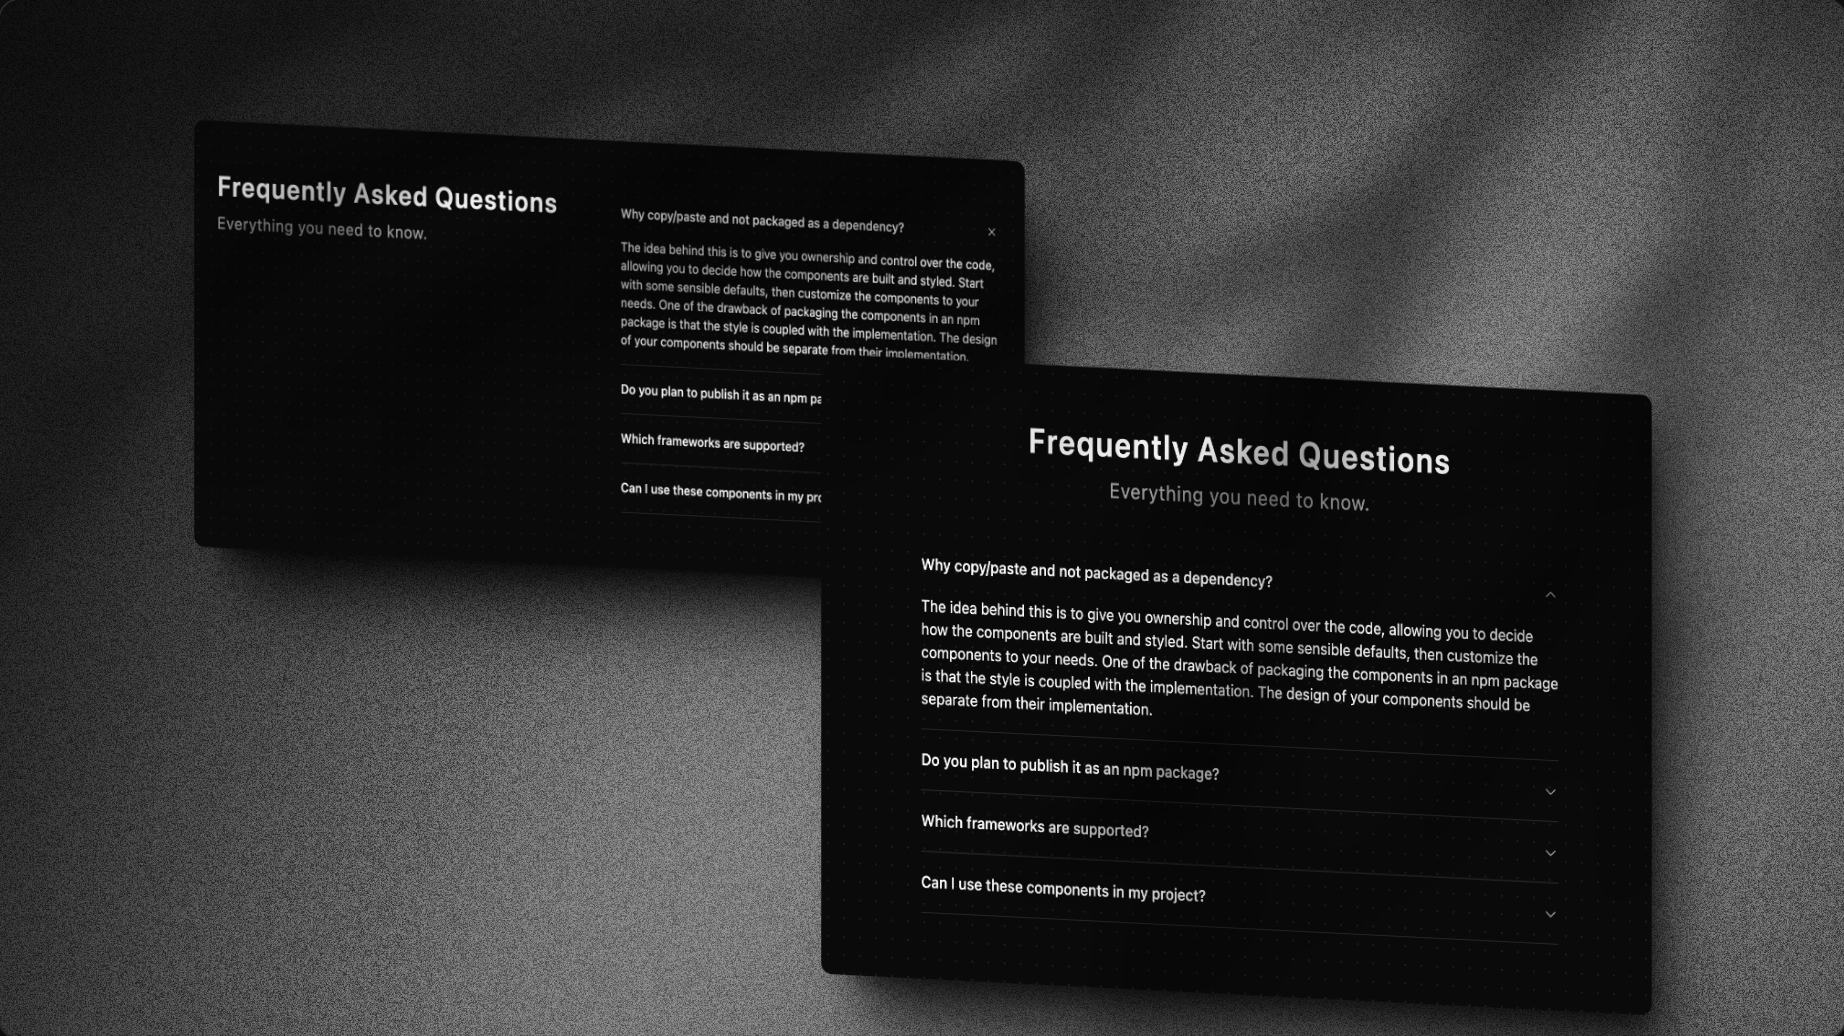 Frequently Asked Questions
Everything you need to know.
Why copy/paste and not packaged as a dependency?
The idea behind this is to give you ownership and control over the code,
allowing you to decide how the components are built and styled. Start
with some sensible defaults, then customize the components to your
needs. One of the drawback of packaging the components in an npm
package is that the style is coupled with the implementation. The design
of your components should be separate from their implementation.
Do you plan to publish it as an npm pa
Which frameworks are supported?
Can I use these components in my pro
Frequently Asked Questions
Everything you need to know.
Why copy/paste and not packaged as a dependency?
The idea behind this is to give you ownership and control over the code, allowing you to decide
how the components are built and styled. Start with some sensible defaults, then customize the
components to your needs. One of the drawback of packaging the components in an npm package
is that the style is coupled with the implementation. The design of your components should be
separate from their implementation.
Do you plan to publish it as an npm package?
Which frameworks are supported?
Can I use these components in my project?